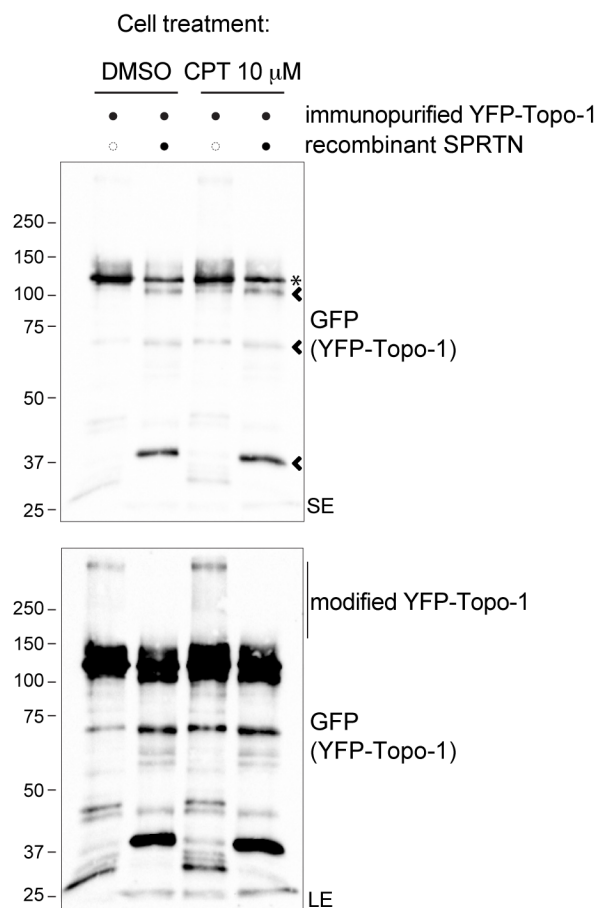 Cell treatment:
DMSO CPT 10 μM
immunopurified YFP-Topo-1
recombinant SPRTN
250
150
100
75
50
37
25
*
GFP
(YFP-Topo-1)
SE
250
150
100
75
50
37
25
modified YFP-Topo-1
GFP
(YFP-Topo-1)
LE